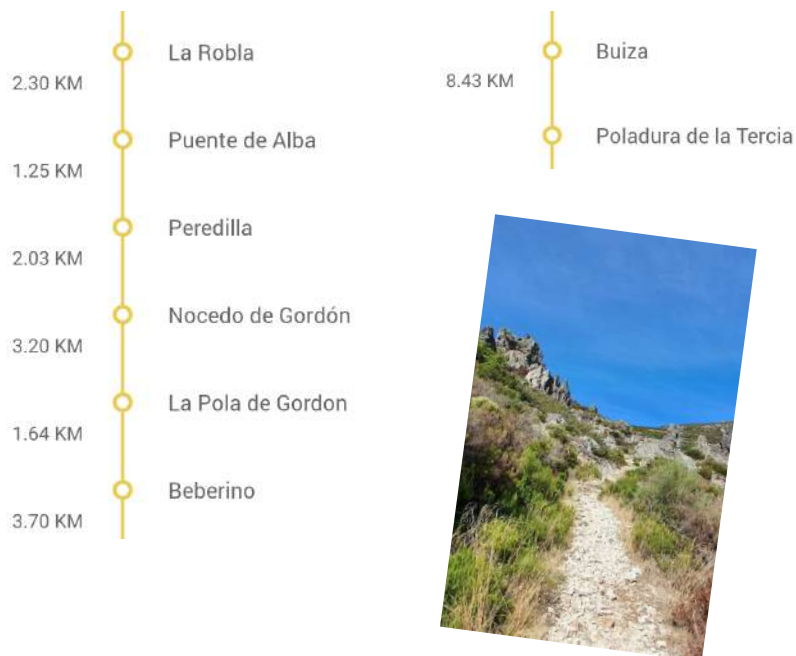 La Robla
2.30 KM
Puente de Alba
1.25 KM
Peredilla
2.03 KM
Nocedo de Gordón
3.20 KM
La Pola de Gordon
1.64 KM
Beberino
3.70 KM
Buiza
8.43 KM
Poladura de la Tercia